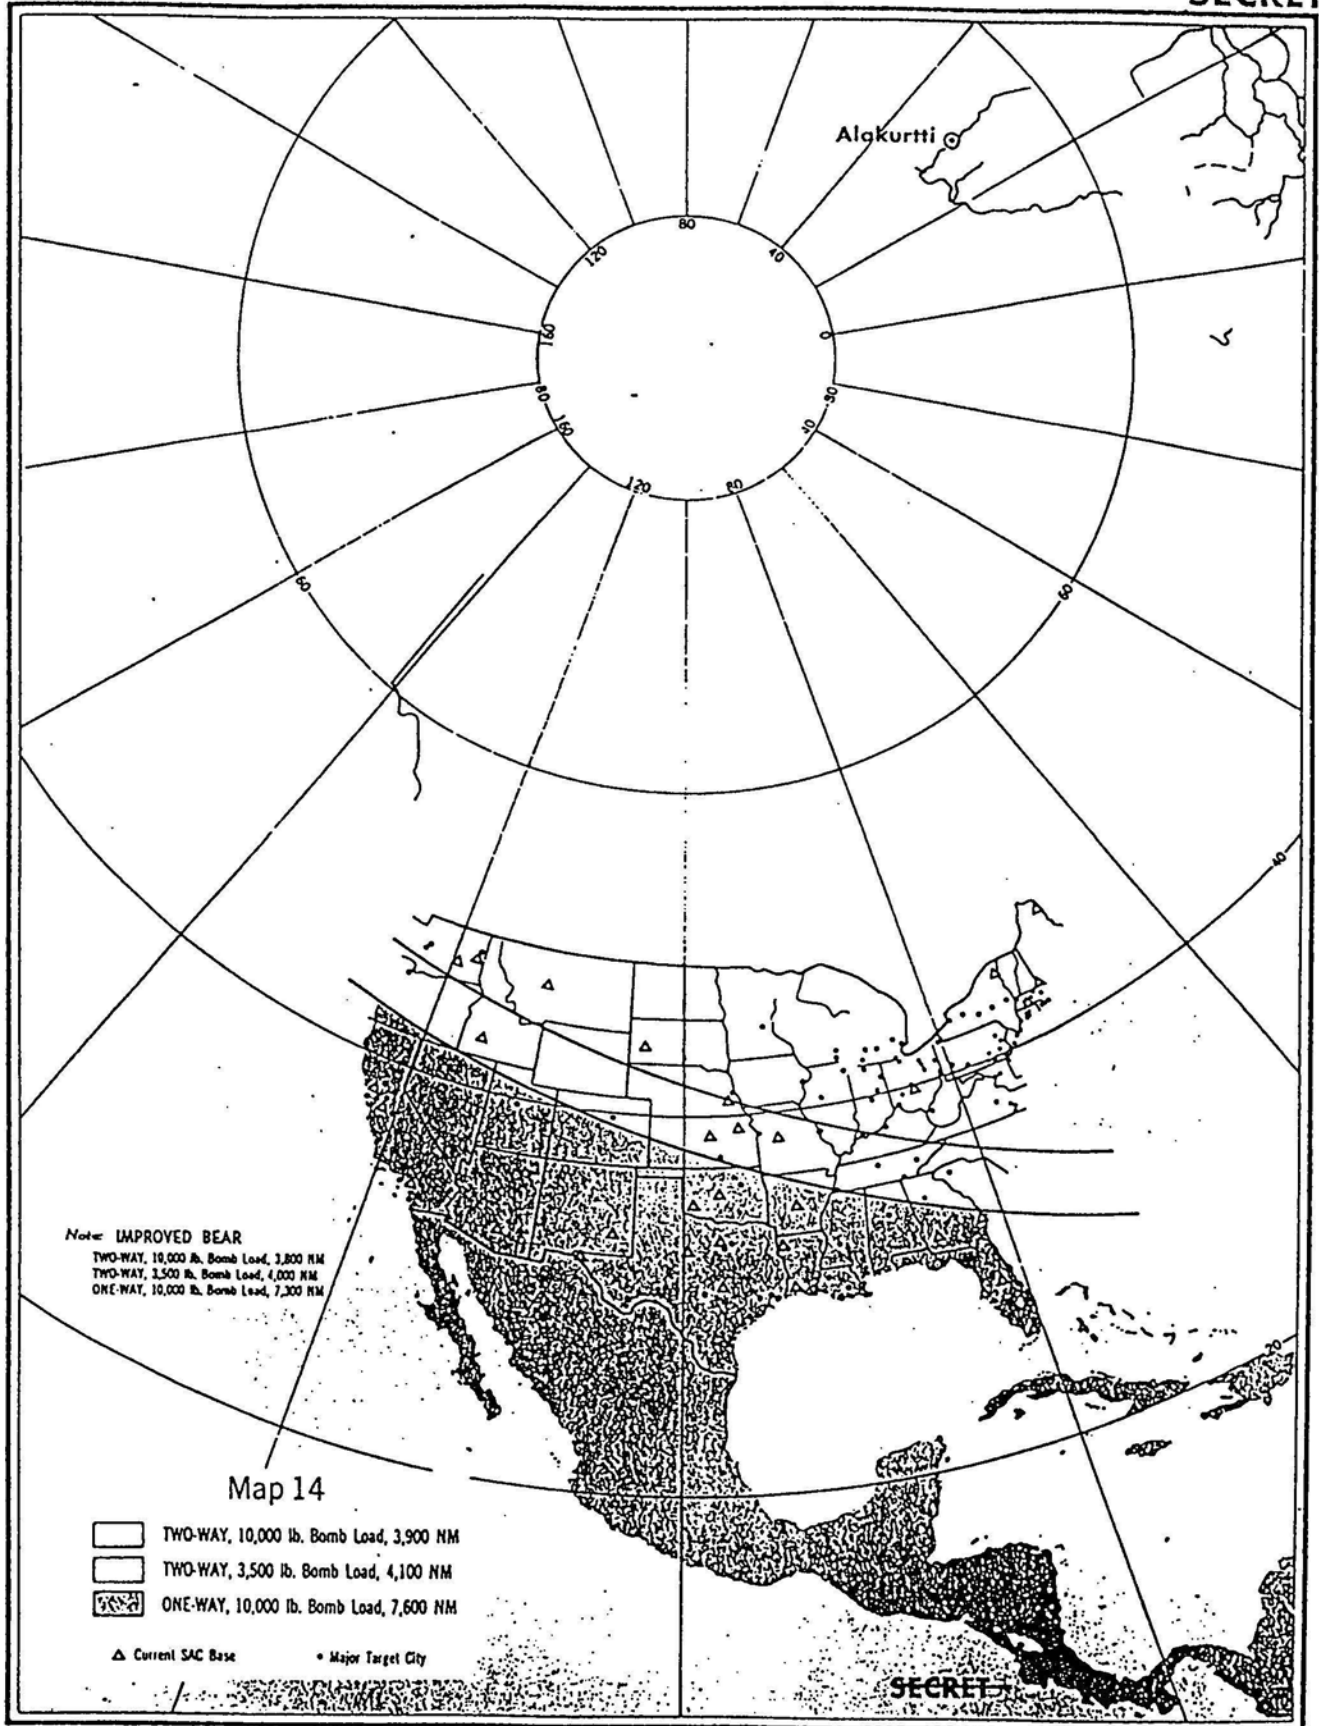 SECRET
Alakurtti
80
120
40
160
0
80
20
160
40
120
80
60
60
40
Note: IMPROVED BEAR
TWO-WAY, 10,000 lb. Bomb Load, 3,800 NM
TWO-WAY, 3,500 lb. Bomb Load, 4,000 NM
ONE-WAY, 10,000 lb. Bomb Load, 7,300 NM
20
Map 14
TWO-WAY, 10,000 lb. Bomb Load, 3,900 NM
TWO-WAY, 3,500 lb. Bomb Load, 4,100 NM
ONE-WAY, 10,000 lb. Bomb Load, 7,600 NM
Current SAC Base
Major Target City
SECRET